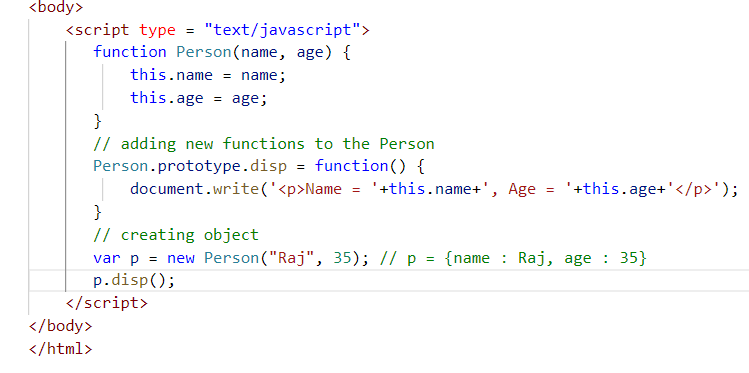 <body>
<script type = "text/javascript">
function Person(name, age) {
this.name = name;
this.age = age;
}
// adding new functions to the Person
Person.prototype.disp = function() {
document.write('<p>Name = '+this.name+', Age = '+this.age+'</p>');
}
// creating object
var p = new Person("Raj", 35); // p = {name : Raj, age : 35}
p.disp();
</script>
</body>
</html>